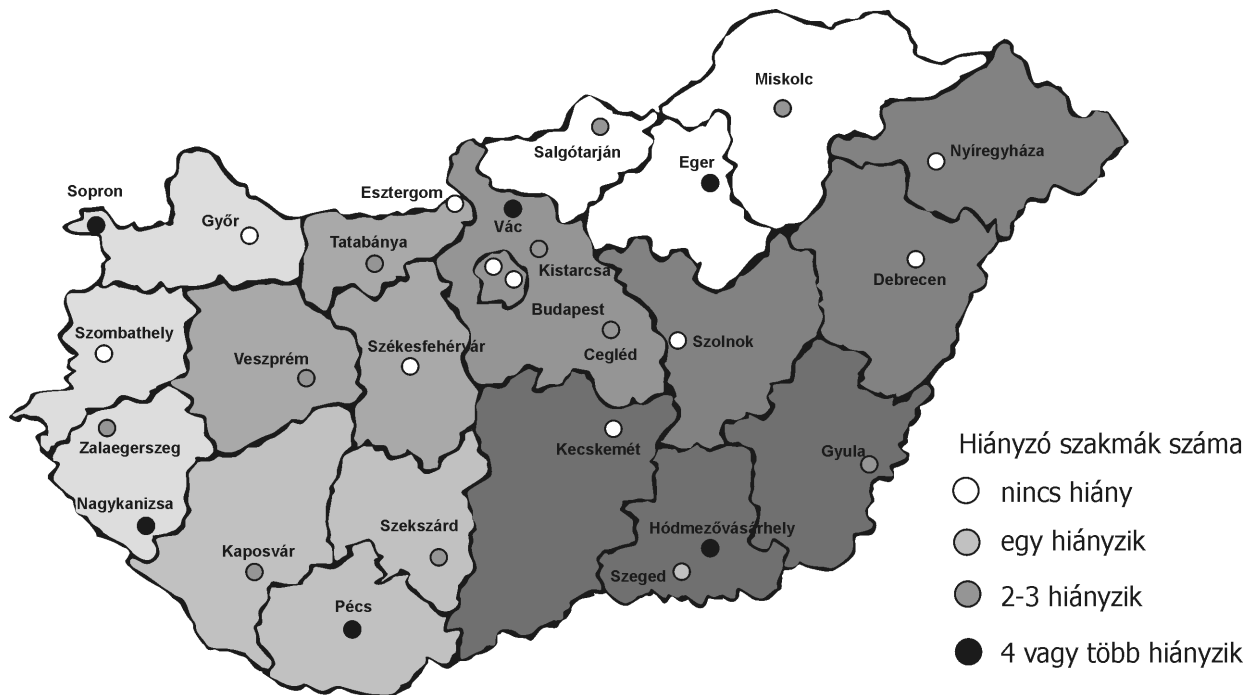 Miskolc
Salgótarján
Nyíregyháza
Eger
Sopron
Esztergom
Győr
Vác
Tatabánya
Kistarcsa
Debrecen
Budapest
Szombathely
Székesfehérvár
Szolnok
Veszprém
Cegléd
Zalaegerszeg
Kecskemét
Gyula
Nagykanizsa
Szekszárd
Hódmezővásárhely
Kaposvár
Szeged
Pécs
Hiányzó szakmák száma
nincs hiány
egy hiányzik
2-3 hiányzik
4 vagy több hiányzik